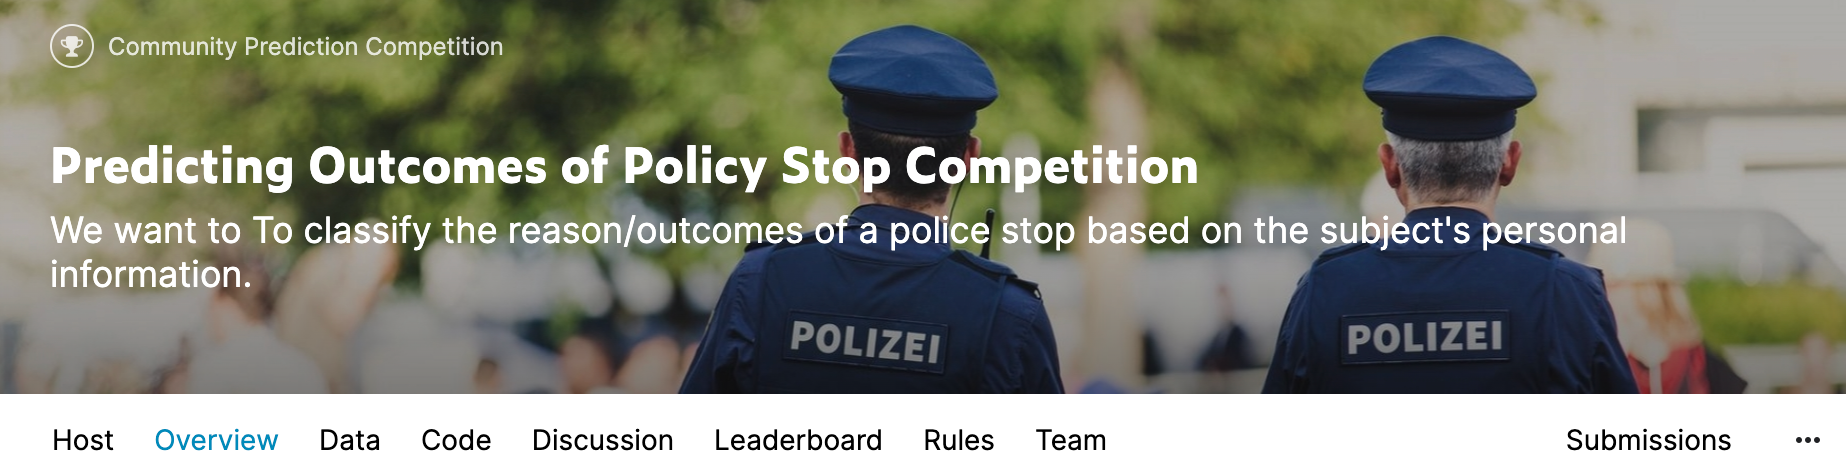 Community Prediction Competition
Predicting Outcomes of Policy Stop Competition
We want to To classify the reason/outcomes of a police stop based on the subject's personal
information.
POLIZEI POLIZEI
Host Overview Data Code Discussion Leaderboard Rules Team Submissions